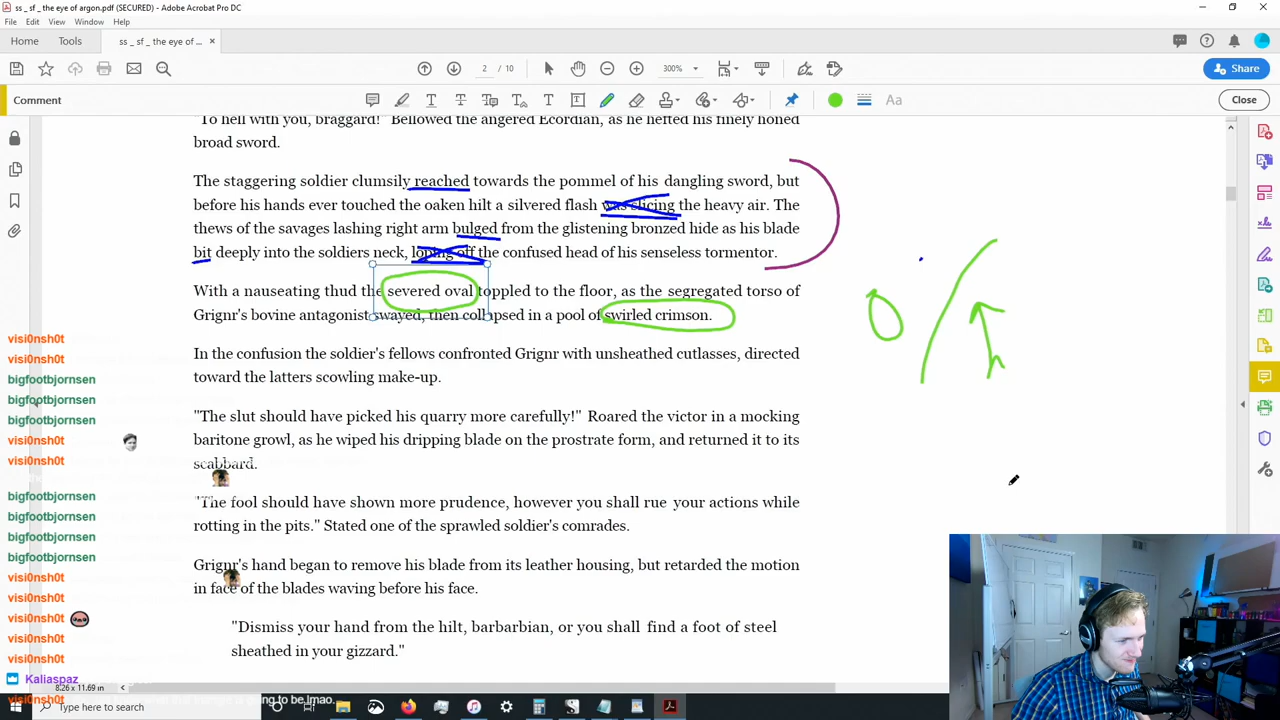 ss _ sf _ the eye of argon.pdf (SECURED) - Adobe Acrobat Pro DC
File Edit View Window Help
Home Tools ss _ sf _ the eye of ... ×
2 / 10 300% Share
Comment Aa Close
"To hell with you, braggard!" Bellowed the angered Ecordian, as he hefted his finely honed
broad sword.
The staggering soldier clumsily reached towards the pommel of his dangling sword, but
before his hands ever touched the oaken hilt a silvered flash was slicing the heavy air. The
thews of the savages lashing right arm bulged from the glistening bronzed hide as his blade
bit deeply into the soldiers neck, loping off the confused head of his senseless tormentor.
With a nauseating thud the severed oval toppled to the floor, as the segregated torso of
Grignr's bovine antagonist swayed, then collapsed in a pool of swirled crimson.
In the confusion the soldier's fellows confronted Grignr with unsheathed cutlasses, directed
toward the latters scowling make-up.
"The slut should have picked his quarry more carefully!" Roared the victor in a mocking
baritone growl, as he wiped his dripping blade on the prostrate form, and returned it to its
scabbard.
"The fool should have shown more prudence, however you shall rue your actions while
rotting in the pits." Stated one of the sprawled soldier's comrades.
Grignr's hand began to remove his blade from its leather housing, but retarded the motion
in face of the blades waving before his face.
"Dismiss your hand from the hilt, barbarbian, or you shall find a foot of steel
sheathed in your gizzard."
visi0nsh0t
visi0nsh0t
bigfootbjornsen
bigfootbjornsen
bigfootbjornsen
visi0nsh0t
visi0nsh0t
bigfootbjornsen
bigfootbjornsen
bigfootbjornsen
bigfootbjornsen
visi0nsh0t
visi0nsh0t
visi0nsh0t
visi0nsh0t
visi0nsh0t
Kaliaspaz
visi0nsh0t going to be lmao.
8.26 x 11.69 in
Type here to search